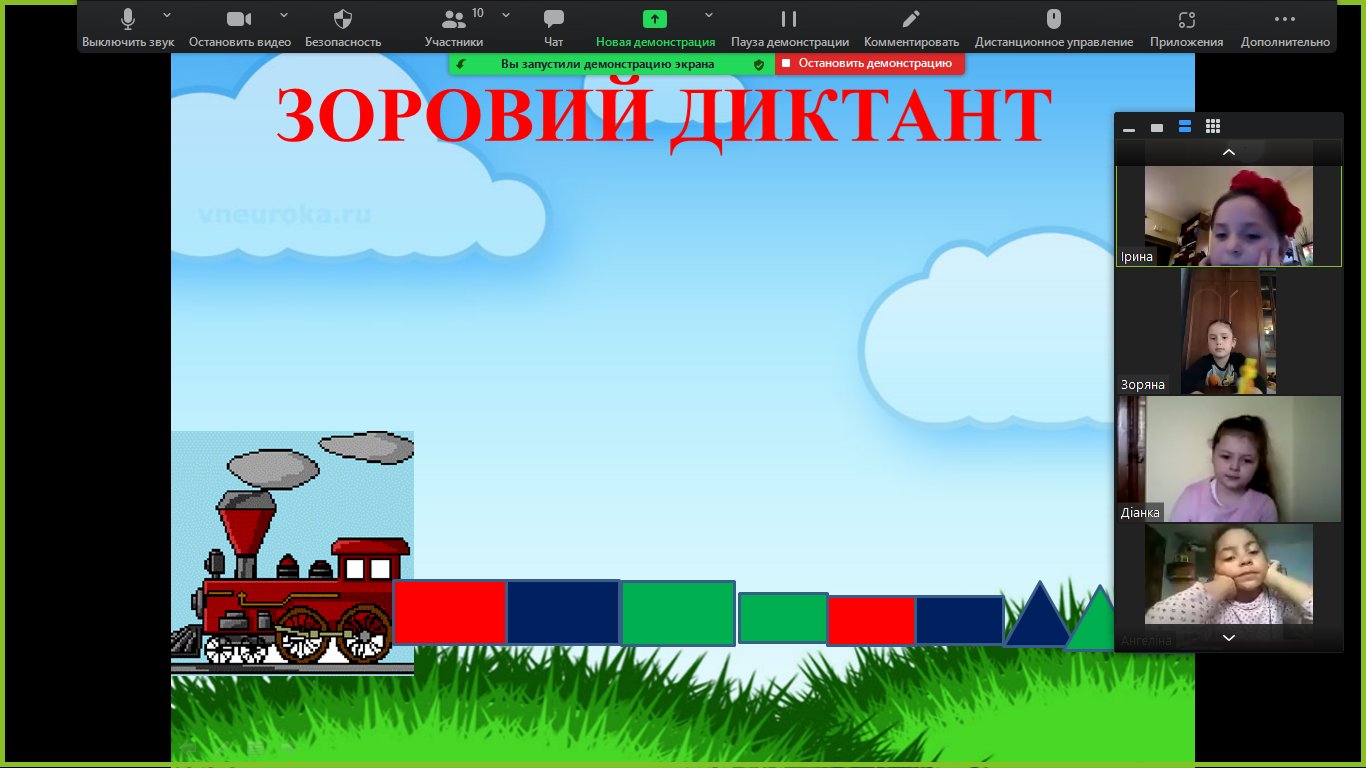 Выключить звук
Остановить видео
Безопасность
Участники
10
Чат
Новая демонстрация
Пауза демонстрации
Комментировать
Дистанционное управление
Приложения
Дополнительно
Вы запустили демонстрацию экрана
Остановить демонстрацию
ЗОРОВИЙ ДИКТАНТ
vneuroka.ru
Ірина
Зоряна
Діанка
Ангеліна